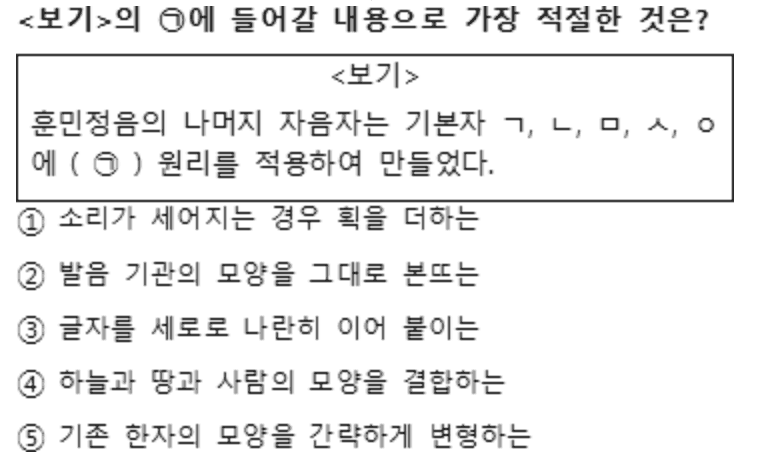 <보기>의 ㉠에 들어갈 내용으로 가장 적절한 것은?
<보기>
훈민정음의 나머지 자음자는 기본자 ㄱ, ㄴ, ㅁ, ㅅ, ㅇ
에 ( ㉠ ) 원리를 적용하여 만들었다.
① 소리가 세어지는 경우 획을 더하는
② 발음 기관의 모양을 그대로 본뜨는
③ 글자를 세로로 나란히 이어 붙이는
④ 하늘과 땅과 사람의 모양을 결합하는
⑤ 기존 한자의 모양을 간략하게 변형하는